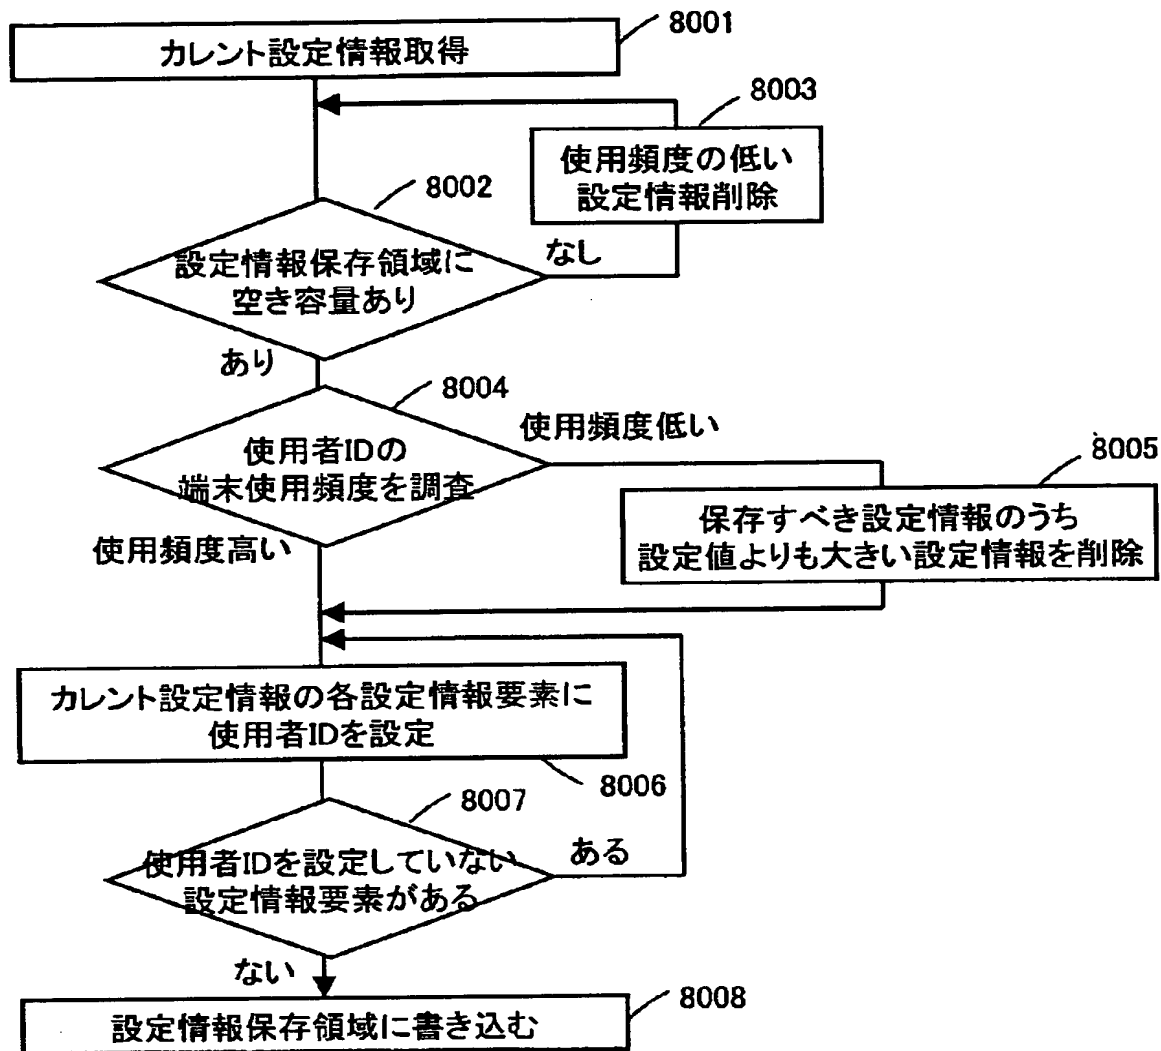 8001
カレント設定情報取得
8003
使用頻度の低い
設定情報削除
8002
設定情報保存領域に
空き容量あり
なし
あり
8004
使用者IDの
端末使用頻度を調査
使用頻度低い
8005
保存すべき設定情報のうち
設定値よりも大きい設定情報を削除
使用頻度高い
カレント設定情報の各設定情報要素に
使用者IDを設定
8006
8007
使用者IDを設定していない
設定情報要素がある
ある
ない
8008
設定情報保存領域に書き込む